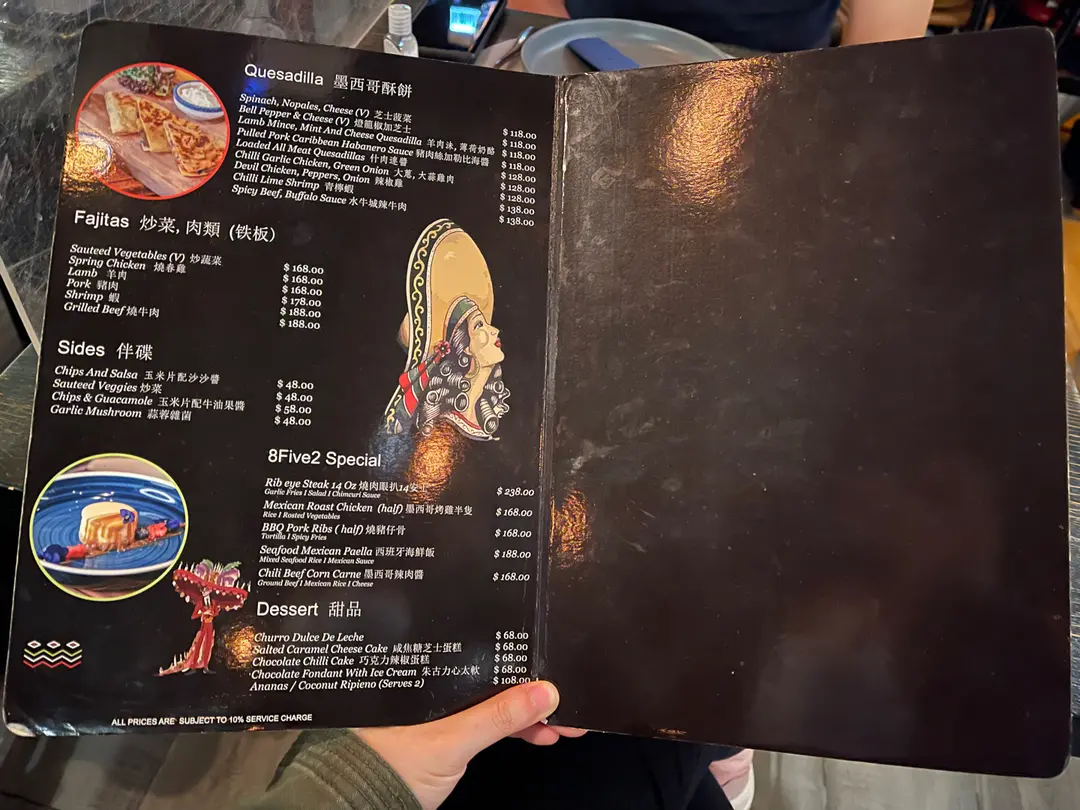 Quesadilla 墨西哥酥餅
Spinach, Nopales, Cheese (V) 芝士菠菜 $ 118.00
Bell Pepper & Cheese (V) 燈籠椒加芝士 $ 118.00
Lamb Mince, Mint And Cheese Quesadilla 羊肉沬, 薄荷奶酪 $ 118.00
Pulled Pork Caribbean Habanero Sauce 豬肉絲加勒比海醬 $ 118.00
Loaded All Meat Quesadillas 什肉連醬 $ 128.00
Chilli Garlic Chicken, Green Onion 大蔥, 大蒜雞肉 $ 128.00
Devil Chicken, Peppers, Onion 辣椒雞 $ 128.00
Chilli Lime Shrimp 青檸蝦 $ 138.00
Spicy Beef, Buffalo Sauce 水牛城辣牛肉 $ 138.00
Fajitas 炒菜, 肉類 (铁板)
Sauteed Vegetables (V) 炒蔬菜 $ 168.00
Spring Chicken 燒春雞 $ 168.00
Lamb 羊肉 $ 168.00
Pork 豬肉 $ 178.00
Shrimp 蝦 $ 188.00
Grilled Beef 燒牛肉 $ 188.00
Sides 伴碟
Chips And Salsa 玉米片配沙沙醬 $ 48.00
Sauteed Veggies 炒菜 $ 48.00
Chips & Guacamole 玉米片配牛油果醬 $ 58.00
Garlic Mushroom 蒜蓉雜菌 $ 48.00
8Five2 Special
Rib eye Steak 14 Oz 燒肉眼扒14安士 $ 238.00
Garlic Fries I Salad I Chimcuri Sauce
Mexican Roast Chicken (half) 墨西哥烤雞半隻 $ 168.00
Rice I Rosted Vegetables
BBQ Pork Ribs ( half) 燒豬仔骨 $ 168.00
Tortilla I Spicy Fries
Seafood Mexican Paella 西班牙海鮮飯 $ 188.00
Mixed Seafood Rice I Mexican Sauce
Chili Beef Corn Carne 墨西哥辣肉醬 $ 168.00
Ground Beef I Mexican Rice I Cheese
Dessert 甜品
Churro Dulce De Leche $ 68.00
Salted Caramel Cheese Cake 咸焦糖芝士蛋糕 $ 68.00
Chocolate Chilli Cake 巧克力辣椒蛋糕 $ 68.00
Chocolate Fondant With Ice Cream 朱古力心太軟 $ 68.00
Ananas / Coconut Ripieno (Serves 2) $ 108.00
ALL PRICES ARE SUBJECT TO 10% SERVICE CHARGE